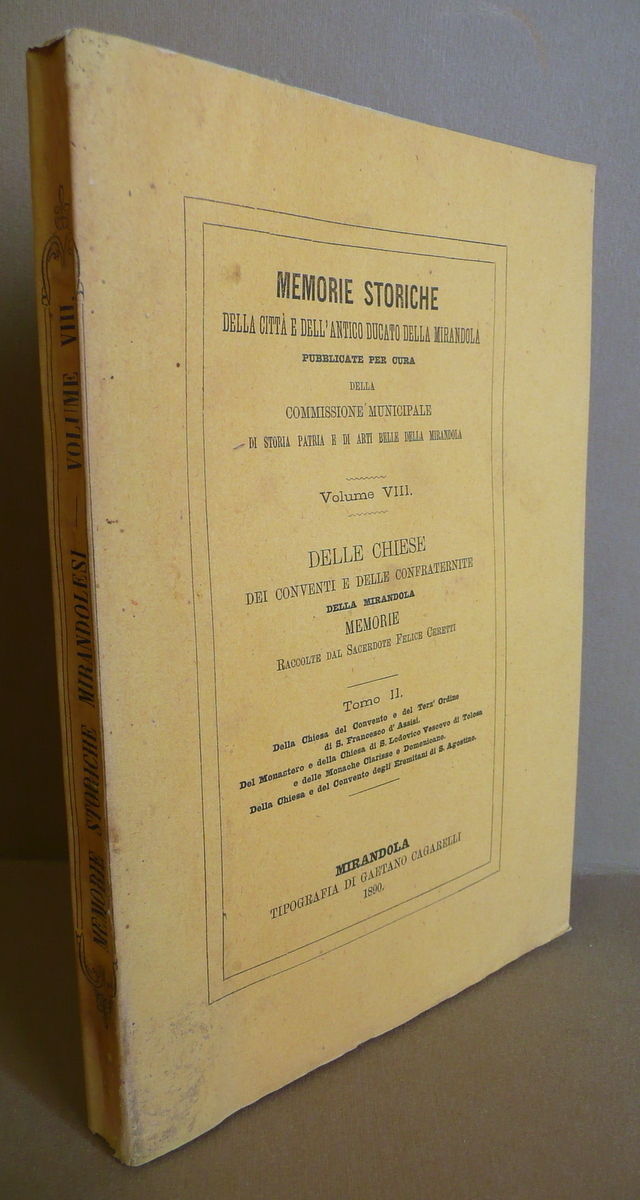 MEMORIE STORICHE MIRANDOLESI — VOLUME VIII.
MEMORIE STORICHE
DELLA CITTÀ E DELL'ANTICO DUCATO DELLA MIRANDOLA
PUBBLICATE PER CURA
DELLA
COMMISSIONE MUNICIPALE
DI STORIA PATRIA E DI ARTI BELLE DELLA MIRANDOLA
Volume VIII.
DELLE CHIESE
DEI CONVENTI E DELLE CONFRATERNITE
DELLA MIRANDOLA
MEMORIE
RACCOLTE DAL SACERDOTE FELICE CERETTI
Tomo II.
Della Chiesa del Convento e del Terz' Ordine
di S. Francesco d' Assisi.
Del Monastero e della Chiesa di S. Lodovico Vescovo di Tolosa
e delle Monache Clarisse e Domenicane.
Della Chiesa e del Convento degli Eremitani di S. Agostino.
MIRANDOLA
TIPOGRAFIA DI GAETANO CAGARELLI
1890.